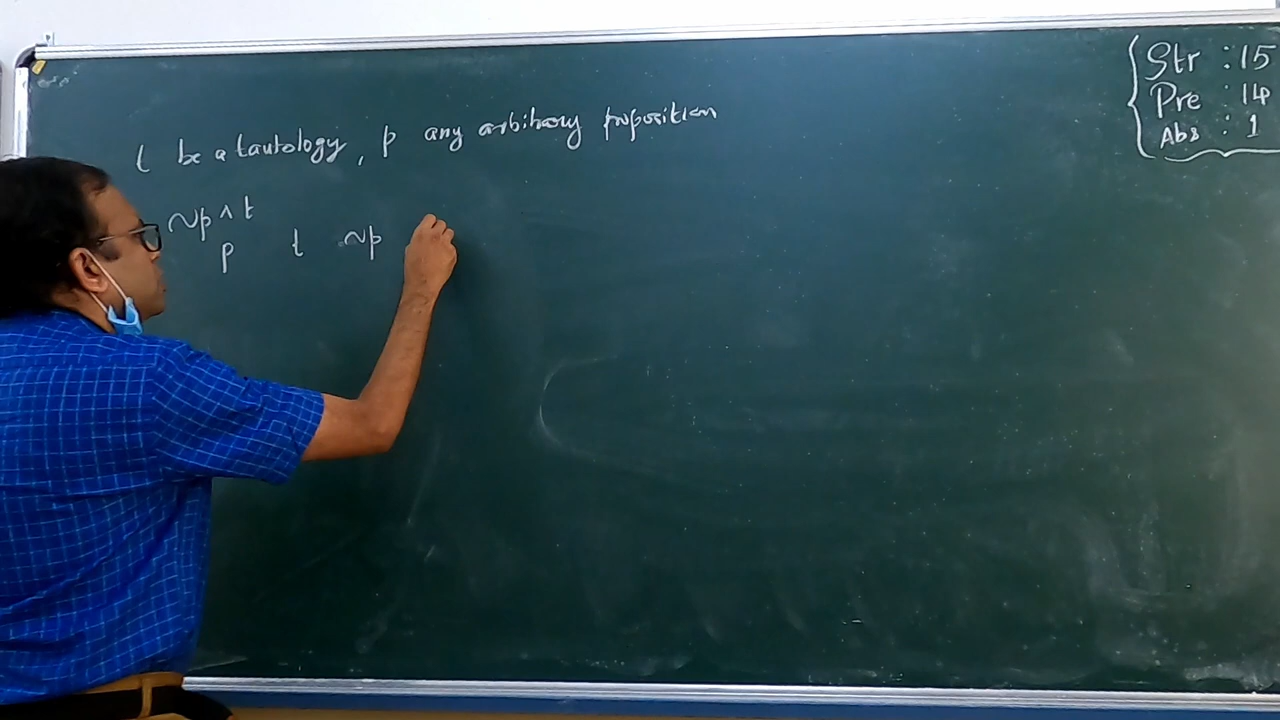 t be a tautology, p any arbitrary proposition
~p ∧ t
p t ~p
Str : 15
Pre : 14
Abs : 1